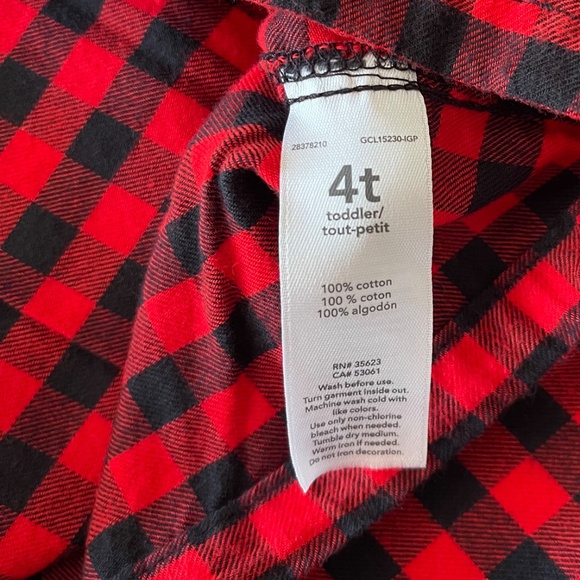 28378210 GCL15230-IGP
4t
toddler/
tout-petit
100% cotton
100 % coton
100% algodón
RN# 35623
CA# 53061
Wash before use.
Turn garment inside out.
Machine wash cold with
like colors.
Use only non-chlorine
bleach when needed.
Tumble dry medium.
Warm iron if needed.
Do not iron decoration.